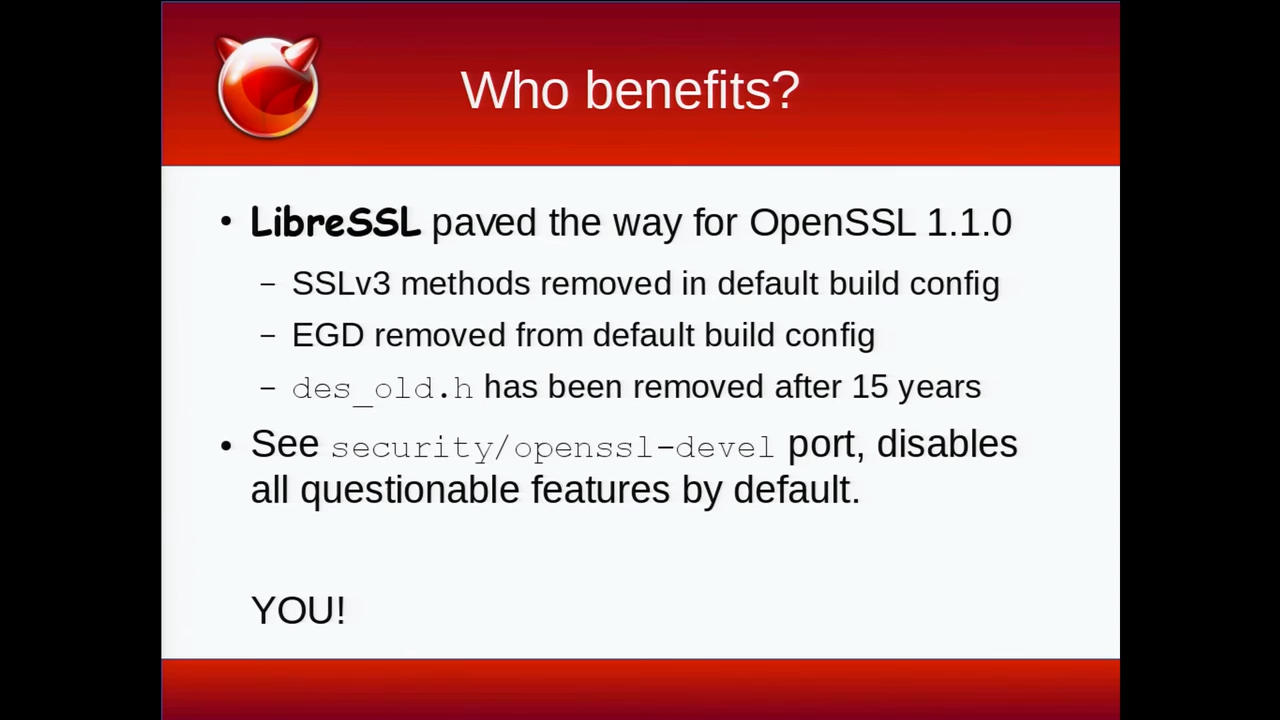 Who benefits?
• LibreSSL paved the way for OpenSSL 1.1.0
– SSLv3 methods removed in default build config
– EGD removed from default build config
– des_old.h has been removed after 15 years
• See security/openssl-devel port, disables
all questionable features by default.
YOU!